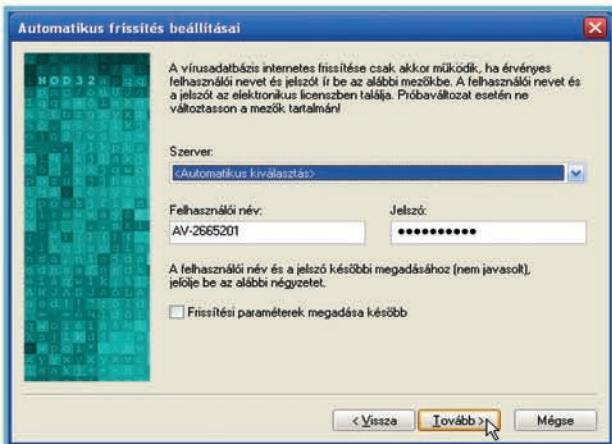 Automatikus frissítés beállításai
NOD32
A vírusadatbázis internetes frissítése csak akkor működik, ha érvényes
felhasználói nevet és jelszót ír be az alábbi mezőkbe. A felhasználói nevet és
a jelszót az elektronikus licenszben találja. Próbaváltozat esetén ne
változtasson a mezők tartalmán!
Szerver:
<Automatikus kiválasztás>
Felhasználói név: Jelszó:
AV-2665201 ●●●●●●●●●●
A felhasználói név és a jelszó későbbi megadásához (nem javasolt),
jelölje be az alábbi négyzetet.
Frissítési paraméterek megadása később
< Vissza Tovább > Mégse